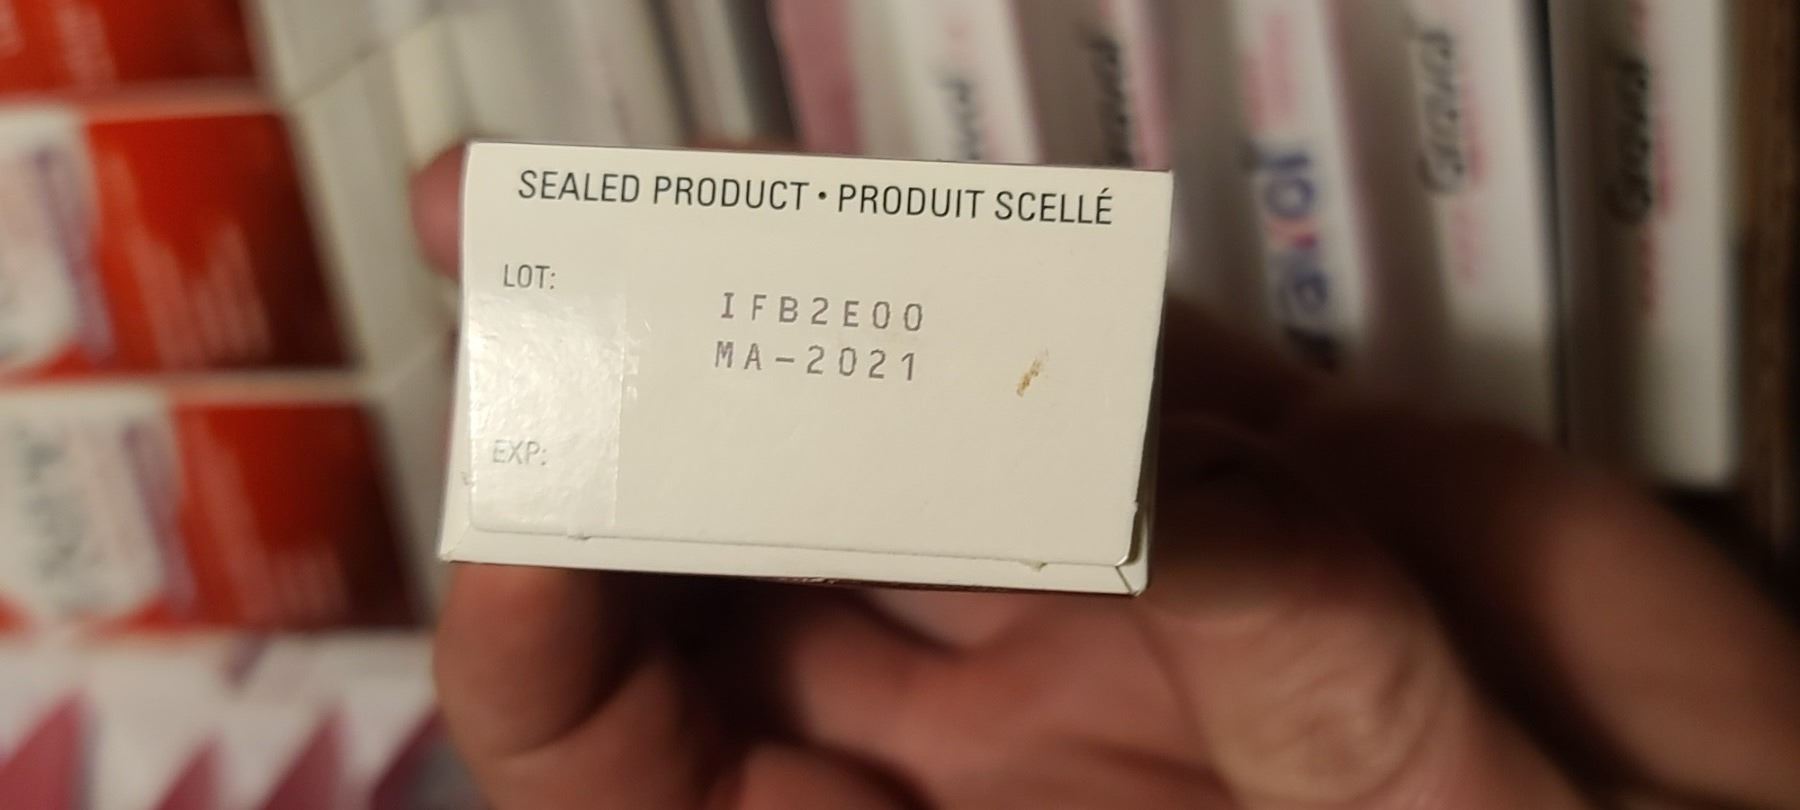 SEALED PRODUCT • PRODUIT SCELLÉ
LOT:
IFB2E00
MA-2021
EXP: